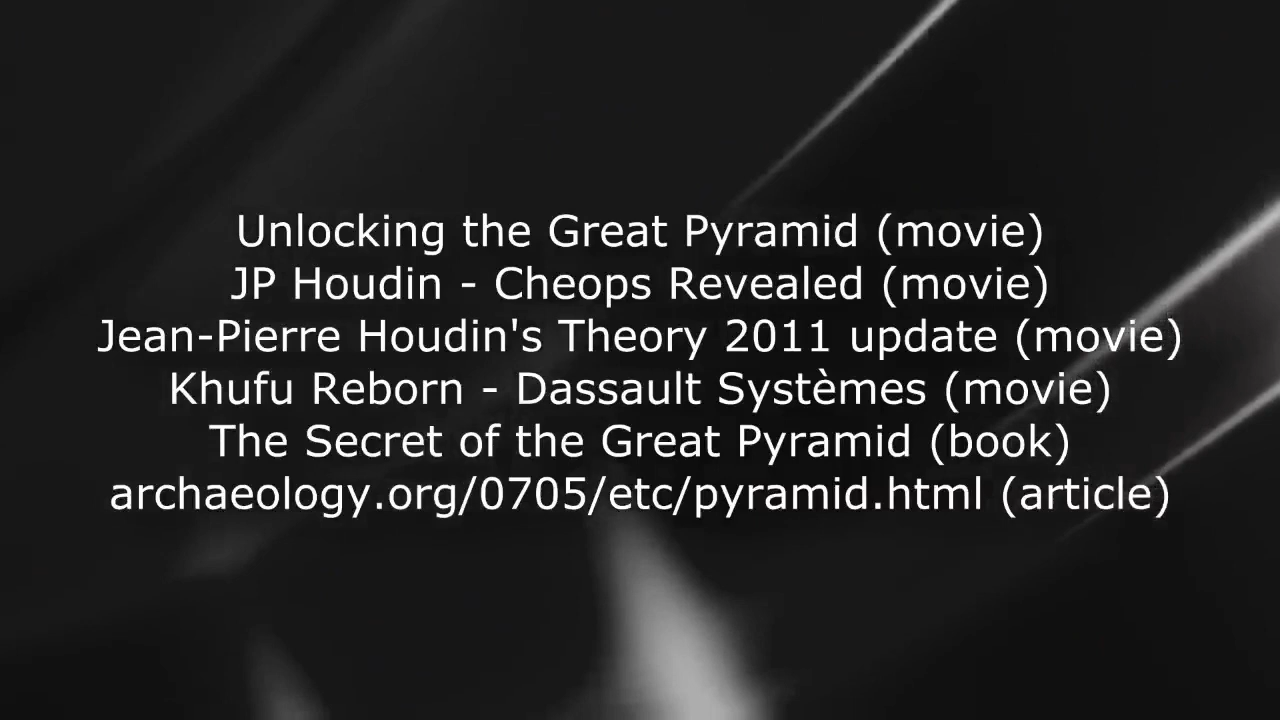 Unlocking the Great Pyramid (movie)
JP Houdin - Cheops Revealed (movie)
Jean-Pierre Houdin's Theory 2011 update (movie)
Khufu Reborn - Dassault Systèmes (movie)
The Secret of the Great Pyramid (book)
archaeology.org/0705/etc/pyramid.html (article)